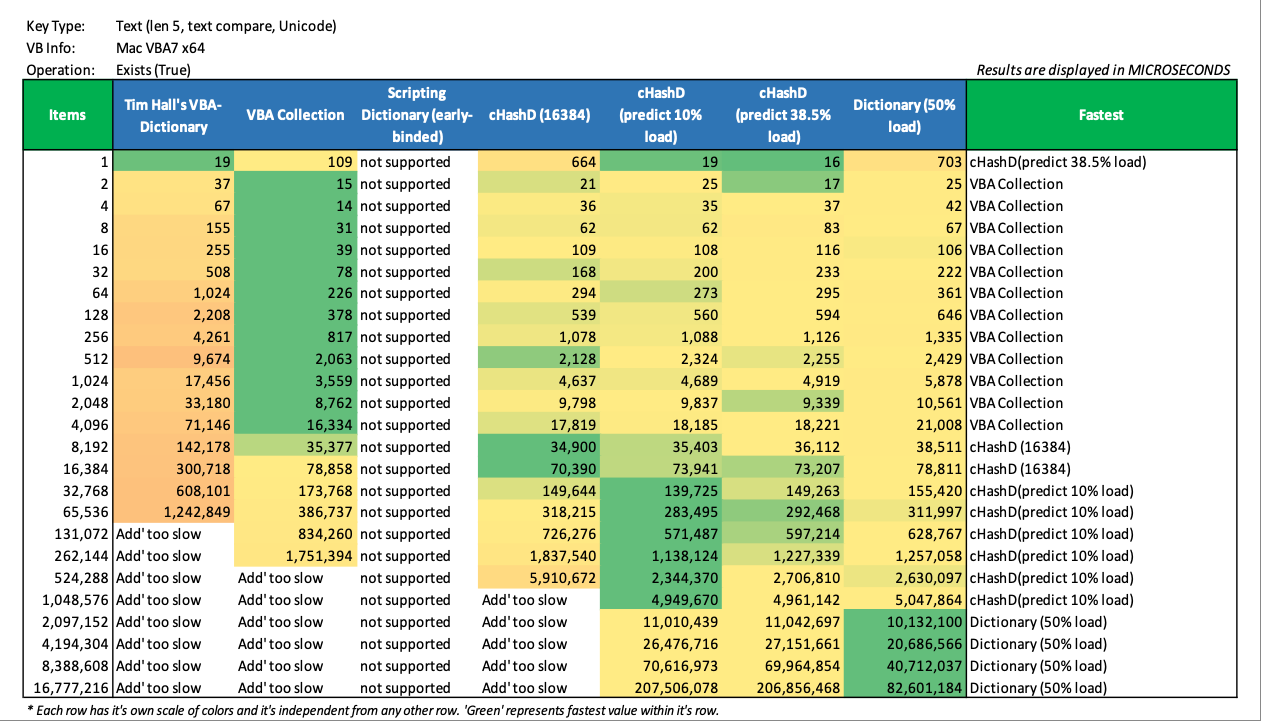 Key Type: Text (len 5, text compare, Unicode)
VB Info: Mac VBA7 x64
Operation: Exists (True) Results are displayed in MICROSECONDS
Items Tim Hall's VBA-Dictionary VBA Collection Scripting Dictionary (early-binded) cHashD (16384) cHashD (predict 10% load) cHashD (predict 38.5% load) Dictionary (50% load) Fastest
1 19 109 not supported 664 19 16 703 cHashD(predict 38.5% load)
2 37 15 not supported 21 25 17 25 VBA Collection
4 67 14 not supported 36 35 37 42 VBA Collection
8 155 31 not supported 62 62 83 67 VBA Collection
16 255 39 not supported 109 108 116 106 VBA Collection
32 508 78 not supported 168 200 233 222 VBA Collection
64 1,024 226 not supported 294 273 295 361 VBA Collection
128 2,208 378 not supported 539 560 594 646 VBA Collection
256 4,261 817 not supported 1,078 1,088 1,126 1,335 VBA Collection
512 9,674 2,063 not supported 2,128 2,324 2,255 2,429 VBA Collection
1,024 17,456 3,559 not supported 4,637 4,689 4,919 5,878 VBA Collection
2,048 33,180 8,762 not supported 9,798 9,837 9,339 10,561 VBA Collection
4,096 71,146 16,334 not supported 17,819 18,185 18,221 21,008 VBA Collection
8,192 142,178 35,377 not supported 34,900 35,403 36,112 38,511 cHashD (16384)
16,384 300,718 78,858 not supported 70,390 73,941 73,207 78,811 cHashD (16384)
32,768 608,101 173,768 not supported 149,644 139,725 149,263 155,420 cHashD(predict 10% load)
65,536 1,242,849 386,737 not supported 318,215 283,495 292,468 311,997 cHashD(predict 10% load)
131,072 Add' too slow 834,260 not supported 726,276 571,487 597,214 628,767 cHashD(predict 10% load)
262,144 Add' too slow 1,751,394 not supported 1,837,540 1,138,124 1,227,339 1,257,058 cHashD(predict 10% load)
524,288 Add' too slow Add' too slow not supported 5,910,672 2,344,370 2,706,810 2,630,097 cHashD(predict 10% load)
1,048,576 Add' too slow Add' too slow not supported Add' too slow 4,949,670 4,961,142 5,047,864 cHashD(predict 10% load)
2,097,152 Add' too slow Add' too slow not supported Add' too slow 11,010,439 11,042,697 10,132,100 Dictionary (50% load)
4,194,304 Add' too slow Add' too slow not supported Add' too slow 26,476,716 27,151,661 20,686,566 Dictionary (50% load)
8,388,608 Add' too slow Add' too slow not supported Add' too slow 70,616,973 69,964,854 40,712,037 Dictionary (50% load)
16,777,216 Add' too slow Add' too slow not supported Add' too slow 207,506,078 206,856,468 82,601,184 Dictionary (50% load)
* Each row has it's own scale of colors and it's independent from any other row. 'Green' represents fastest value within it's row.